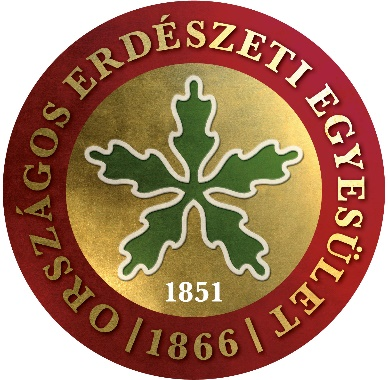 ORSZÁGOS ERDÉSZETI EGYESÜLET
1851
| 1866 |